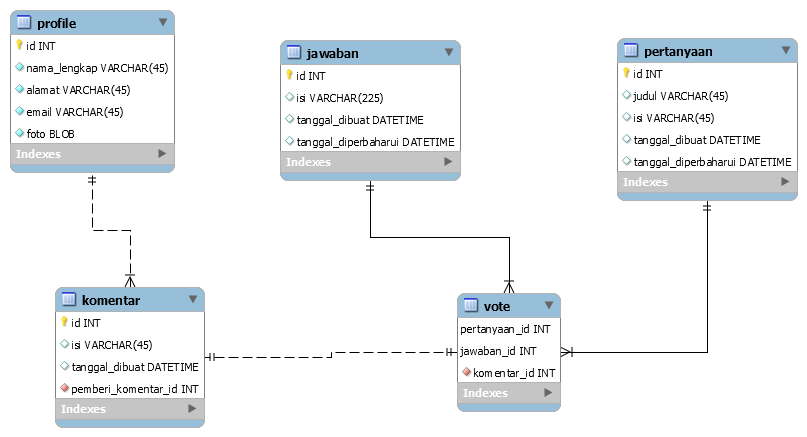 profile
id INT
nama_lengkap VARCHAR(45)
alamat VARCHAR(45)
email VARCHAR(45)
foto BLOB
Indexes
jawaban
id INT
isi VARCHAR(225)
tanggal_dibuat DATETIME
tanggal_diperbaharui DATETIME
Indexes
pertanyaan
id INT
judul VARCHAR(45)
isi VARCHAR(45)
tanggal_dibuat DATETIME
tanggal_diperbaharui DATETIME
Indexes
komentar
id INT
isi VARCHAR(45)
tanggal_dibuat DATETIME
pemberi_komentar_id INT
Indexes
vote
pertanyaan_id INT
jawaban_id INT
komentar_id INT
Indexes